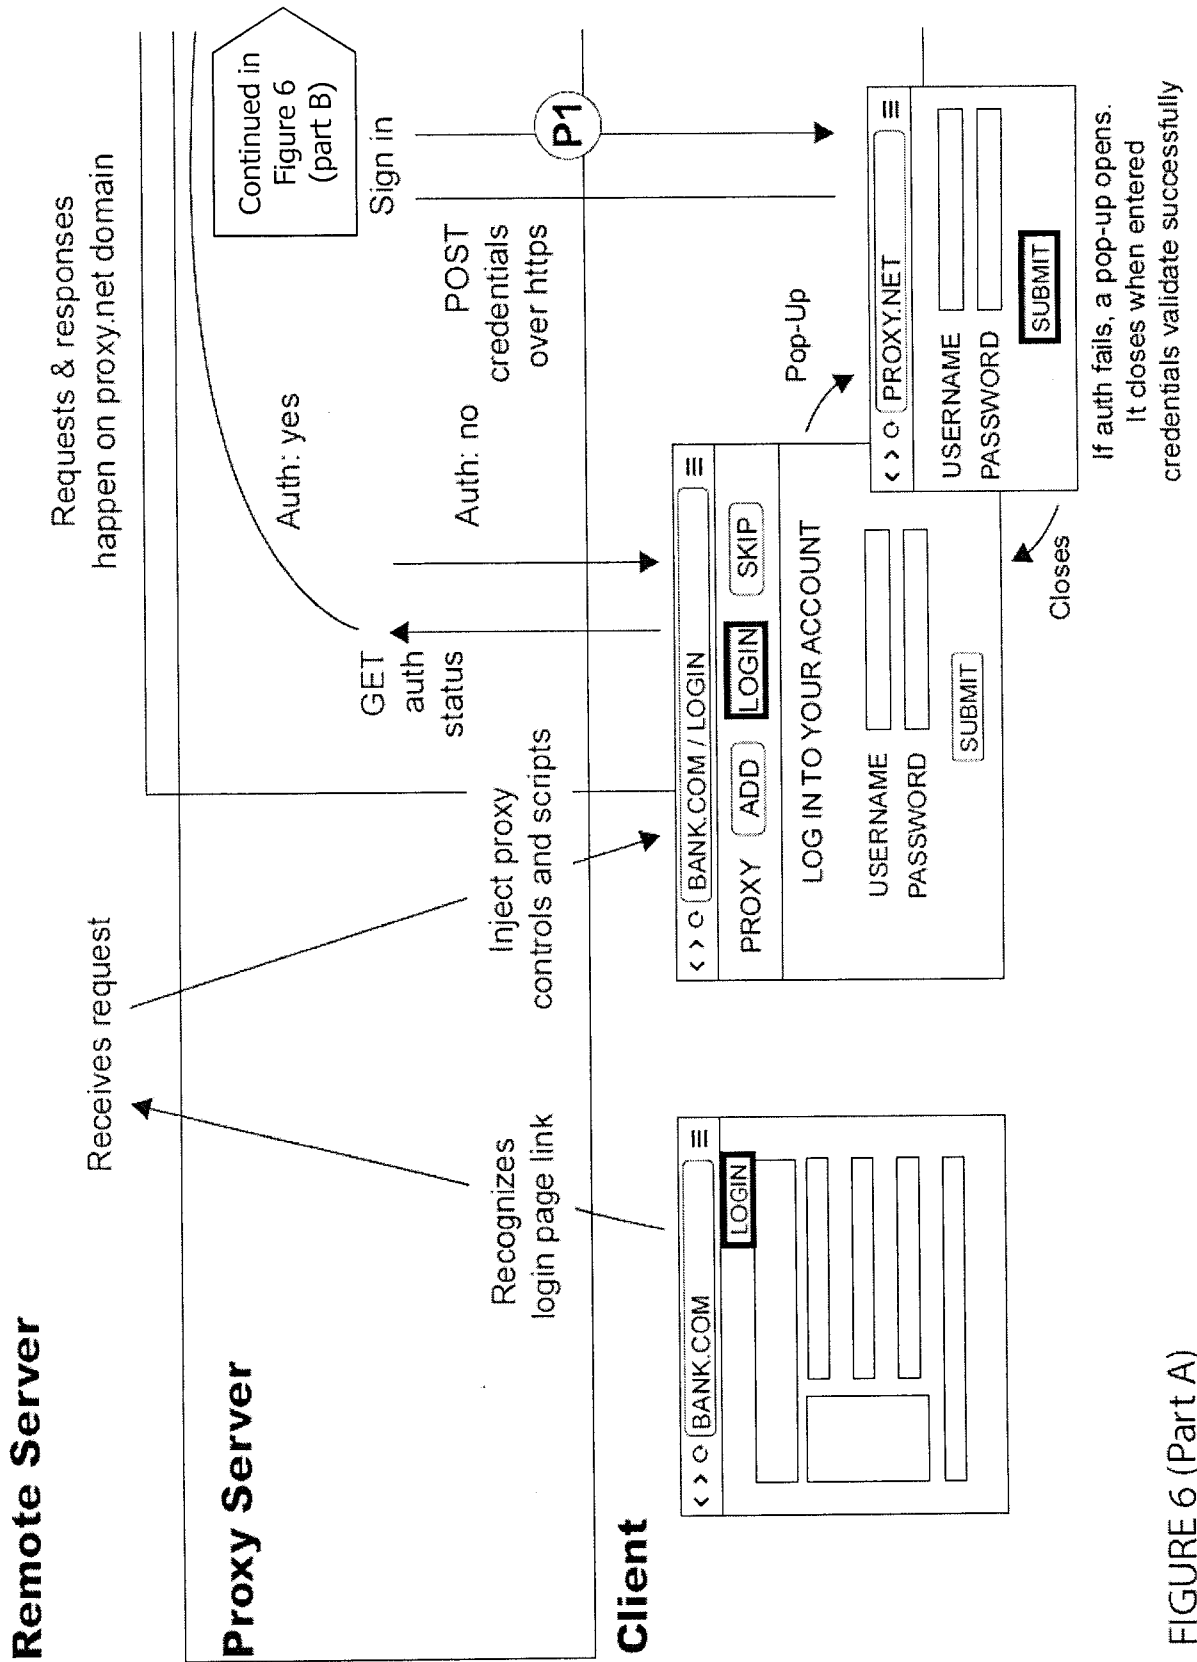 Remote Server
Receives request
Requests & responses
happen on proxy.net domain
Proxy Server
Recognizes
login page link
Inject proxy
controls and scripts
GET
auth
status
Auth: yes
Auth: no
POST
credentials
over https
Continued in
Figure 6
(part B)
Sign in
P1
Client
BANK.COM
LOGIN
BANK.COM / LOGIN
PROXY
ADD
LOGIN
SKIP
LOG IN TO YOUR ACCOUNT
USERNAME
PASSWORD
SUBMIT
Pop-Up
PROXY.NET
USERNAME
PASSWORD
SUBMIT
Closes
If auth fails, a pop-up opens.
It closes when entered
credentials validate successfully
FIGURE 6 (Part A)